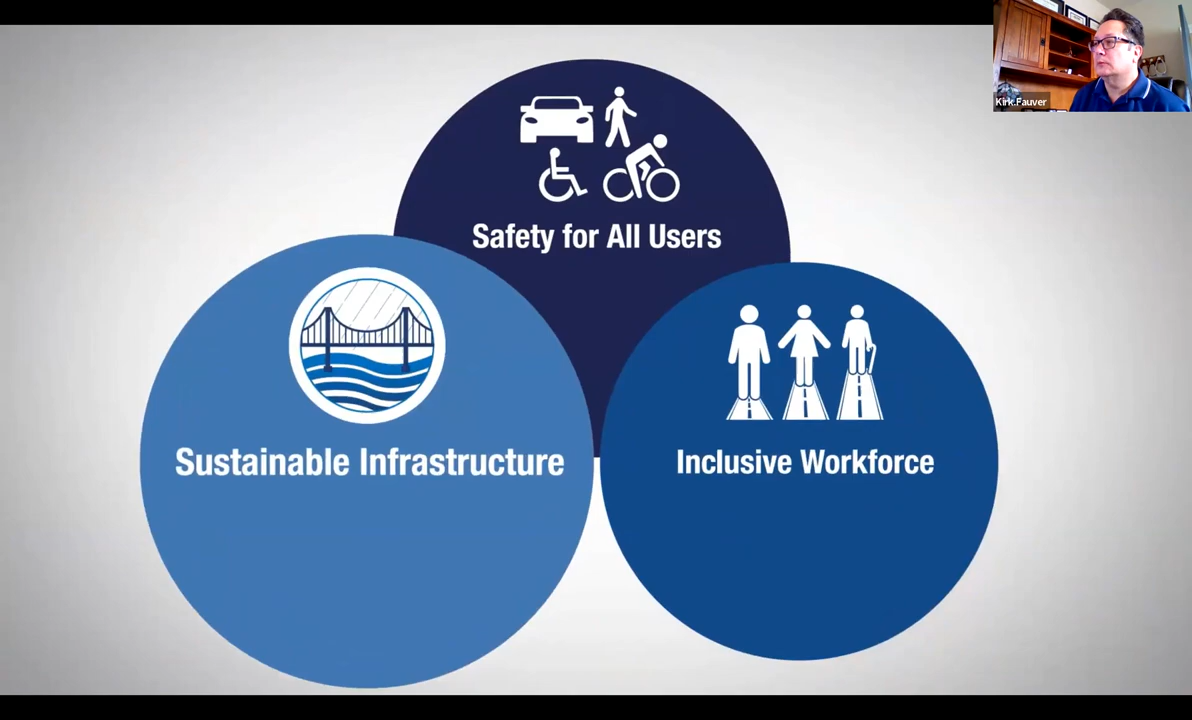 Kirk.Fauver
Safety for All Users
Sustainable Infrastructure
Inclusive Workforce